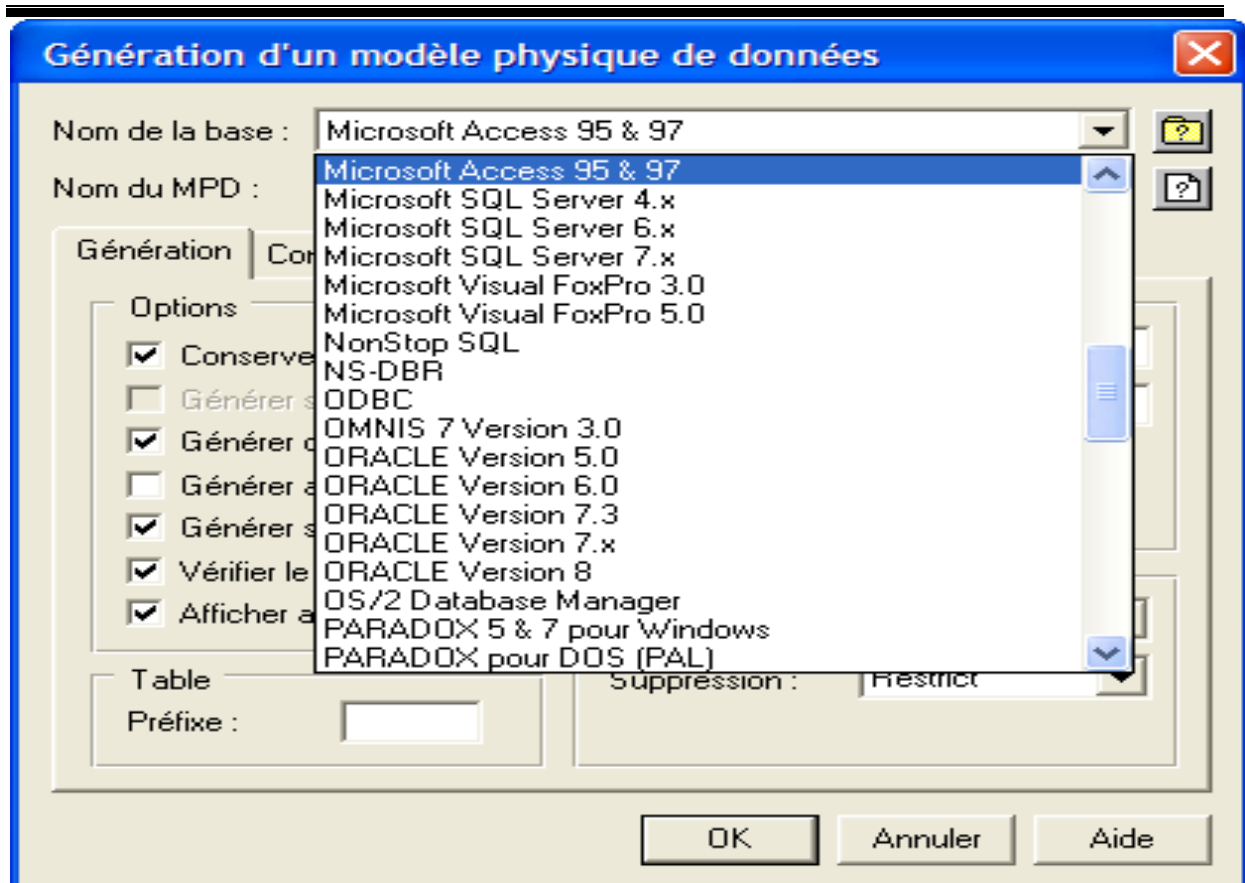 Génération d'un modèle physique de données
Nom de la base : Microsoft Access 95 & 97
Nom du MPD :
Microsoft Access 95 & 97
Microsoft SQL Server 4.x
Microsoft SQL Server 6.x
Microsoft SQL Server 7.x
Microsoft Visual FoxPro 3.0
Microsoft Visual FoxPro 5.0
NonStop SQL
NS-DBR
ODBC
OMNIS 7 Version 3.0
ORACLE Version 5.0
ORACLE Version 6.0
ORACLE Version 7.3
ORACLE Version 7.x
ORACLE Version 8
OS/2 Database Manager
PARADOX 5 & 7 pour Windows
PARADOX pour DOS (PAL)
Génération Cor
Options
Conserve
Générer s
Générer
Générer a
Générer s
Vérifier le
Afficher a
Table
Préfixe :
Suppression : Restrict
OK Annuler Aide